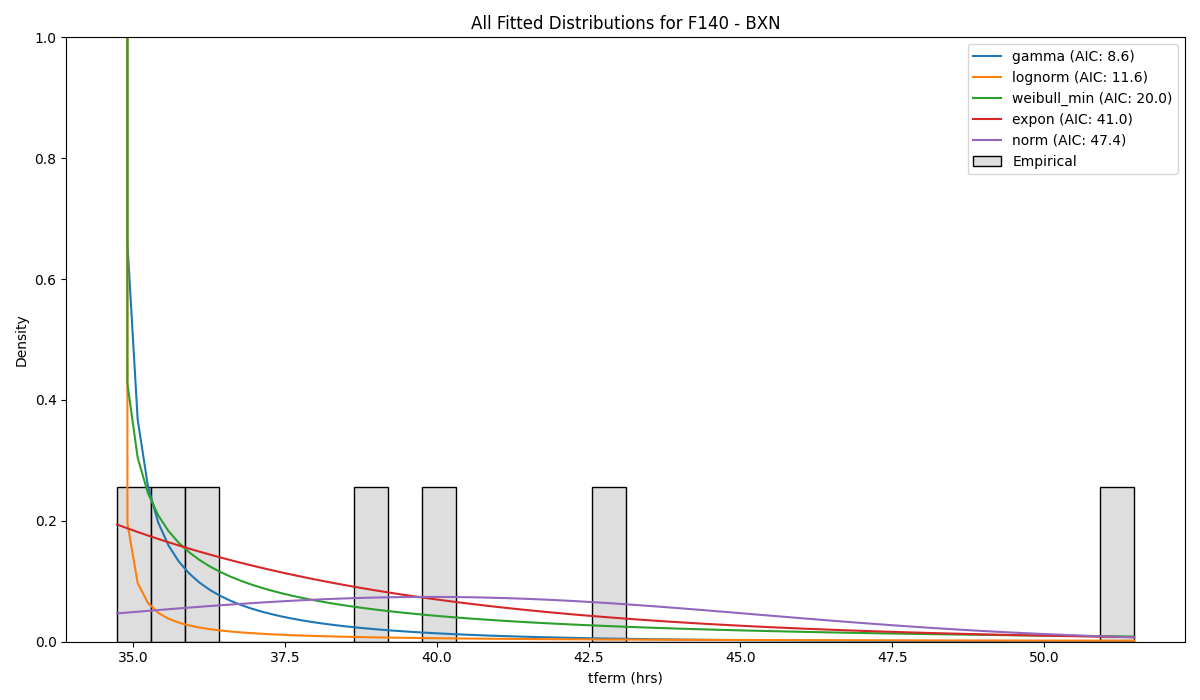 All Fitted Distributions for F140 - BXN
gamma (AIC: 8.6)
lognorm (AIC: 11.6)
weibull_min (AIC: 20.0)
expon (AIC: 41.0)
norm (AIC: 47.4)
Empirical
Density
1.0
0.8
0.6
0.4
0.2
0.0
35.0 37.5 40.0 42.5 45.0 47.5 50.0
tferm (hrs)